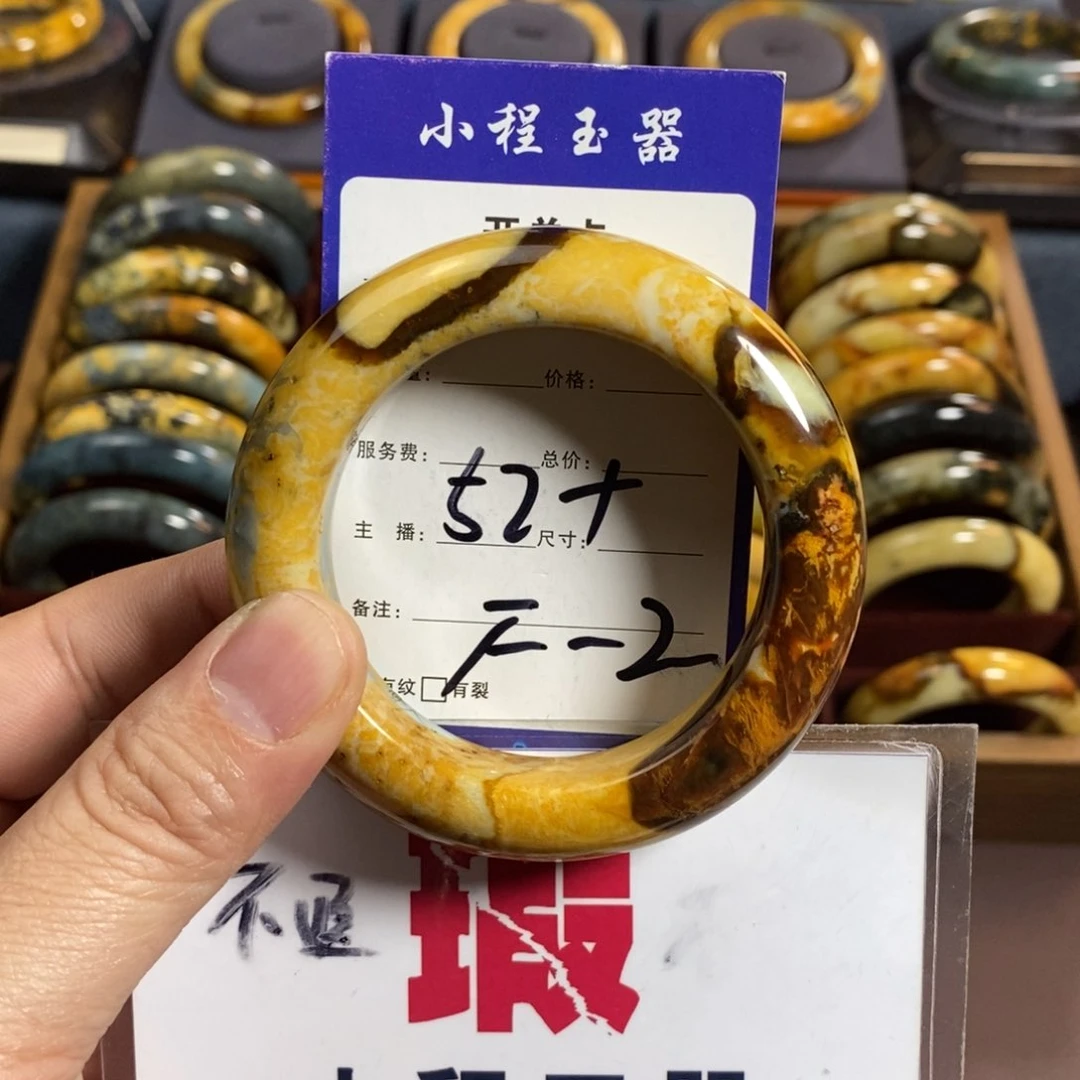 小程玉器
价格:
服务费: 总价:
52+
主 播: 尺寸:
备注:
F-2
纹 □ 有裂
不通
瑕